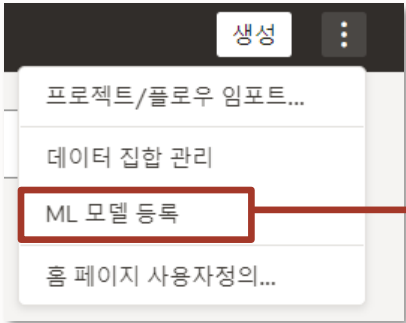 생성
프로젝트/플로우 임포트...
데이터 집합 관리
ML 모델 등록
홈 페이지 사용자정의...